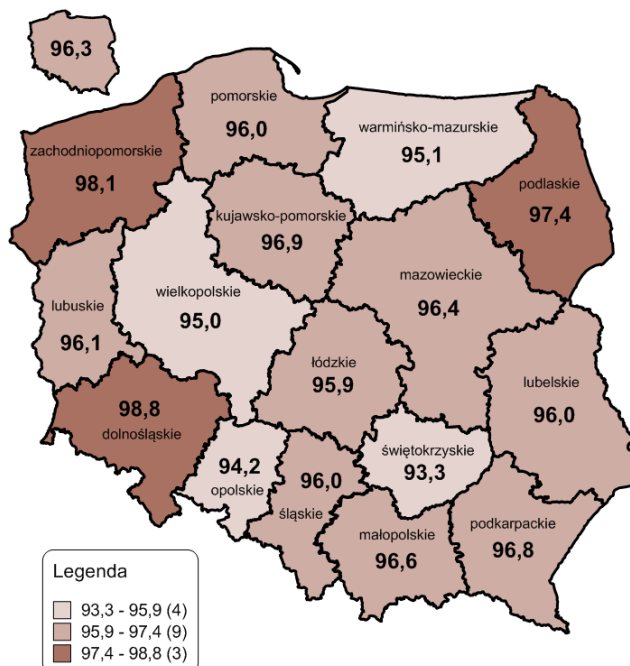 96,3
pomorskie
96,0
warmińsko-mazurskie
95,1
zachodniopomorskie
98,1
podlaskie
97,4
kujawsko-pomorskie
96,9
mazowieckie
96,4
wielkopolskie
95,0
lubuskie
96,1
łódzkie
95,9
lubelskie
96,0
98,8
dolnośląskie
94,2
opolskie
96,0
śląskie
świętokrzyskie
93,3
małopolskie
96,6
podkarpackie
96,8
Legenda
93,3 - 95,9 (4)
95,9 - 97,4 (9)
97,4 - 98,8 (3)